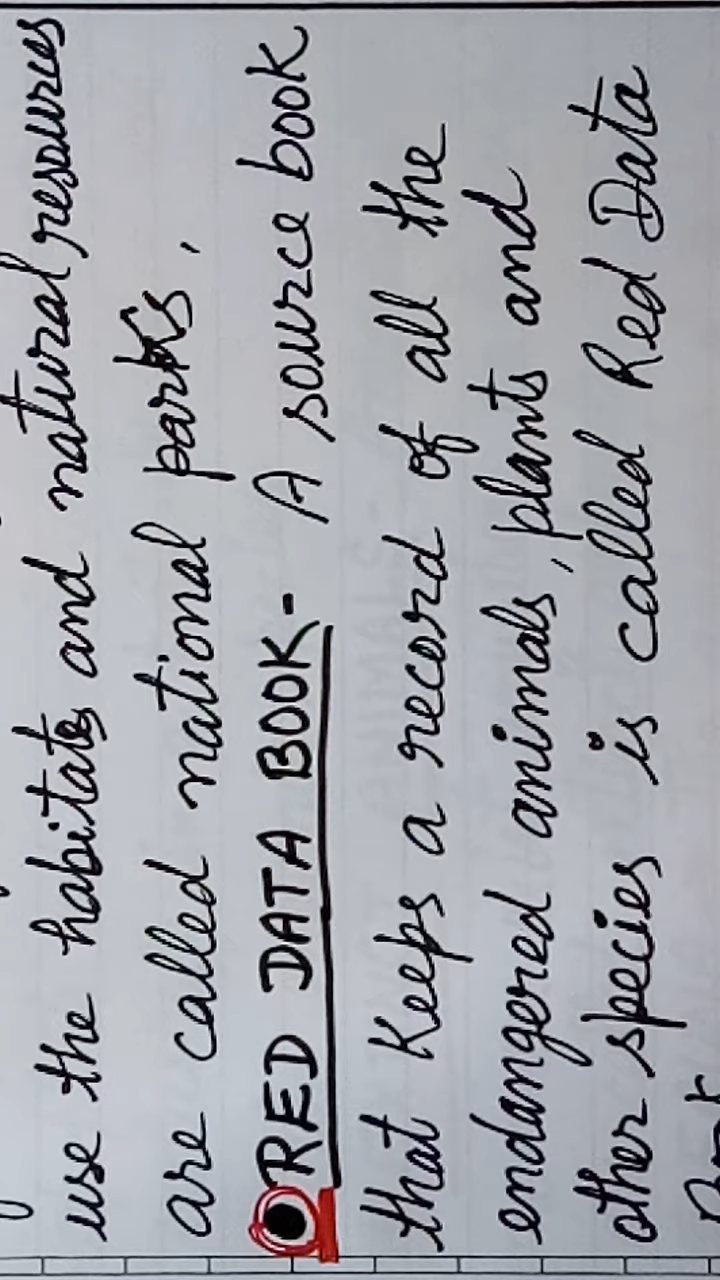 use the habitates and natural resources
are called national parks.
RED DATA BOOK- A source book
that Keeps a record of all the
endangered animals, plants and
other species is called Red Data